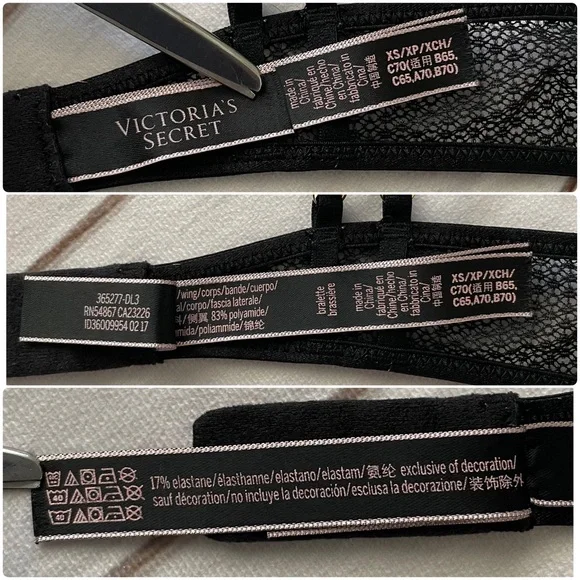 VICTORIA'S
SECRET
made in
China/
fabriqué en
Chine/hecho
en China/
fabricato in
Cina/
中国制造
XS/XP/XCH/
C70(适用 B65,
C65,A70,B70)
365277-DL3
RN54867 CA23226
ID36009954 02 17
/wing/corps/bande/cuerpo/
al/corpo/fascia laterale/
侧翼 83% polyamide/
mida/poliammide/锦纶
bralette
brassière
made in
China/
fabriqué en
Chine/hecho
en China/
fabricato in
Cina/
中国制造
XS/XP/XCH/
C70(适用 B65,
C65,A70,B70)
17% elastane/élasthanne/elastano/elastam/氨纶 exclusive of decoration/
sauf décoration/no incluye la decoración/esclusa la decorazione/装饰除外
40